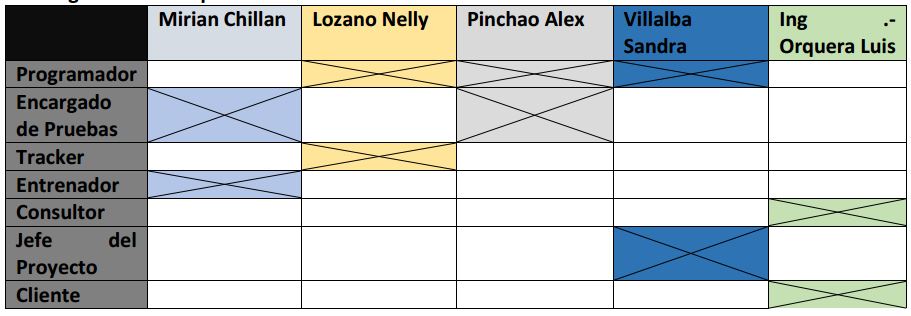 Mirian Chillan Lozano Nelly Pinchao Alex Villalba Ing .-
Sandra Orquera Luis
Programador
Encargado
de Pruebas
Tracker
Entrenador
Consultor
Jefe del
Proyecto
Cliente